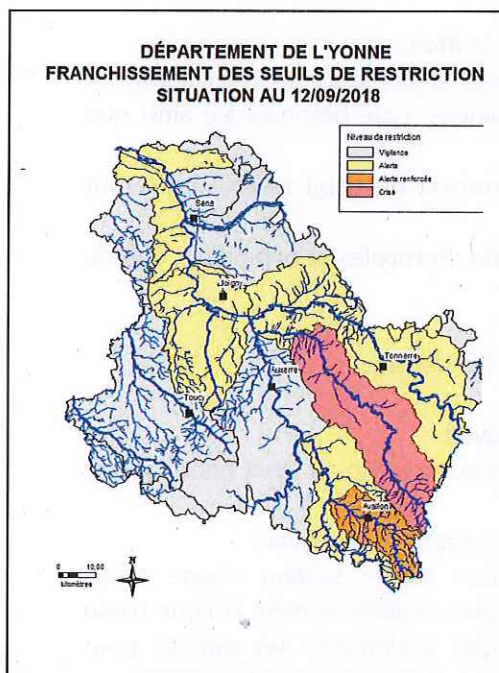 DÉPARTEMENT DE L'YONNE
FRANCHISSEMENT DES SEUILS DE RESTRICTION
SITUATION AU 12/09/2018
Niveau de restriction
Vigilance
Alerte
Alerte renforcée
Crise
Sens
Joigny
Tonnerre
Auxerre
Toucy
Avallon
0
10,00
kilomètres
N